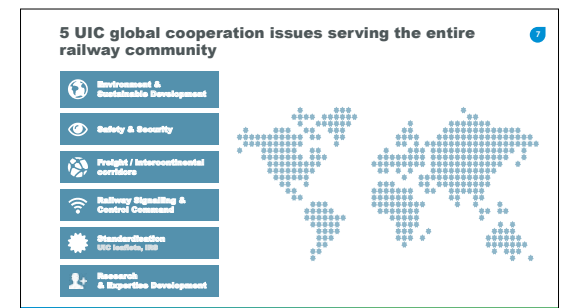 5 UIC global cooperation issues serving the entire
railway community
7
Environment &
Sustainable Development
Safety & Security
Freight / Intercontinental
corridors
Railway Signalling &
Control Command
Standardisation
UIC leaflets, IRS
Research
& Expertise Development